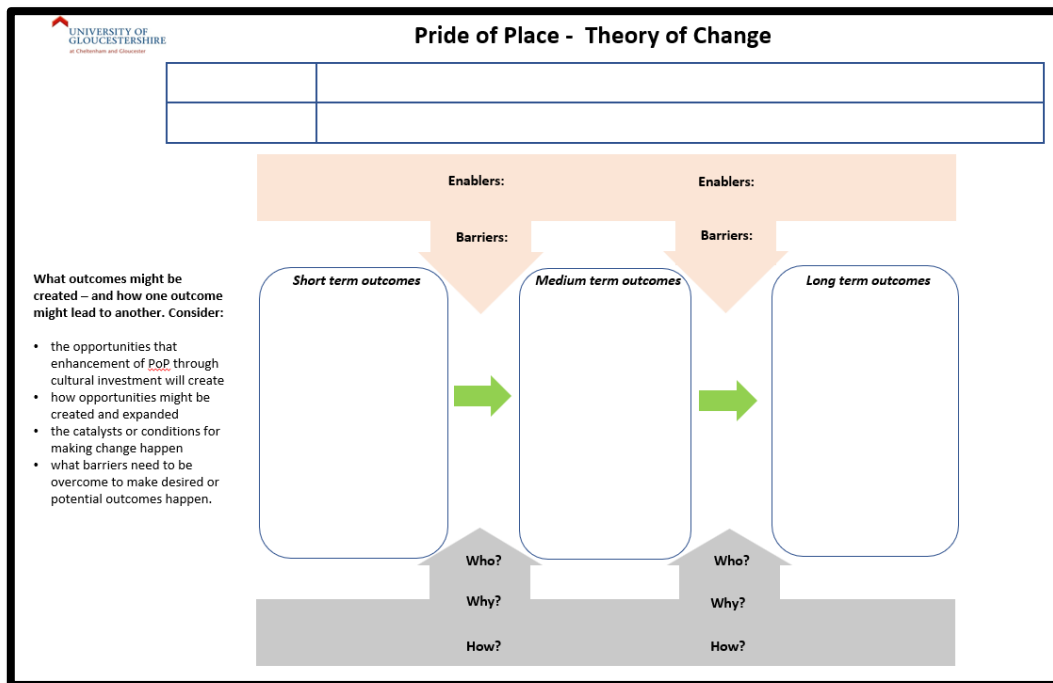 UNIVERSITY OF
GLOUCESTERSHIRE
at Cheltenham and Gloucester
Pride of Place - Theory of Change
Enablers:
Enablers:
Barriers:
Barriers:
What outcomes might be
created – and how one outcome
might lead to another. Consider:
• the opportunities that
enhancement of PoP through
cultural investment will create
• how opportunities might be
created and expanded
• the catalysts or conditions for
making change happen
• what barriers need to be
overcome to make desired or
potential outcomes happen.
Short term outcomes
Medium term outcomes
Long term outcomes
Who?
Who?
Why?
Why?
How?
How?